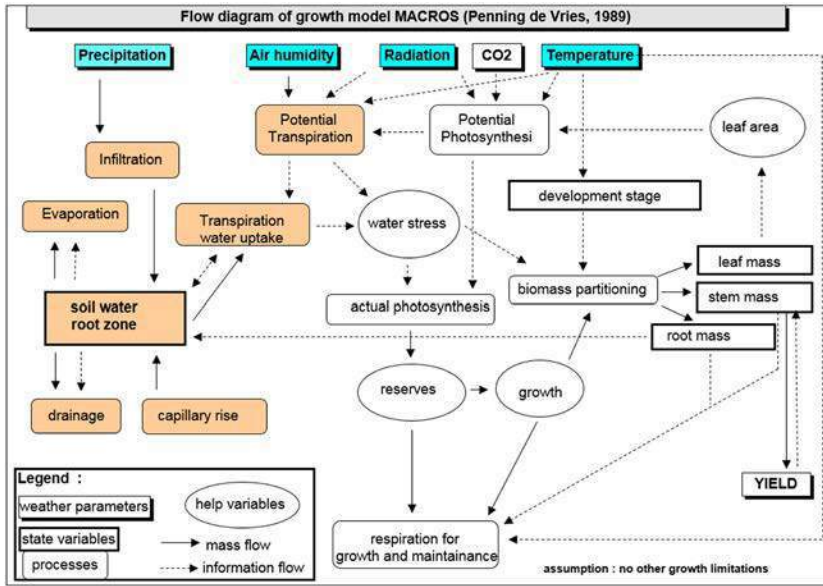 Flow diagram of growth model MACROS (Penning de Vries, 1989)
Precipitation
Air humidity
Radiation
CO2
Temperature
Potential
Transpiration
Potential
Photosynthesi
leaf area
Infiltration
development stage
Evaporation
Transpiration
water uptake
water stress
leaf mass
biomass partitioning
stem mass
soil water
root zone
actual photosynthesis
root mass
reserves
growth
drainage
capillary rise
Legend :
weather parameters
help variables
YIELD
state variables
mass flow
processes
information flow
respiration for
growth and maintainance
assumption : no other growth limitations